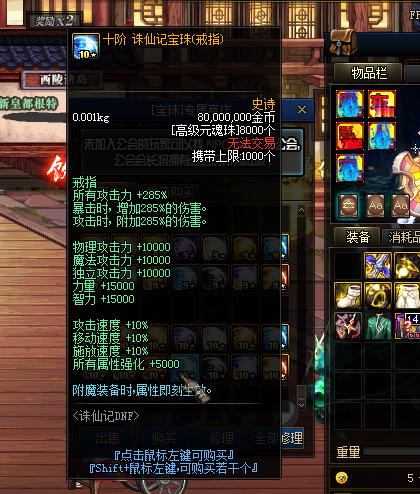 奖励 x2
西陵诸岛
新皇都根特
10★
十阶 诛仙记宝珠(戒指)
史诗
0.001kg
80,000,000金币
[高级元魂珠]8000个
无法交易
携带上限1000个
戒指
所有攻击力 +285%
暴击时,增加285%的伤害。
攻击时,附加285%的伤害。
物理攻击力 +10000
魔法攻击力 +10000
独立攻击力 +10000
力量 +15000
智力 +15000
攻击速度 +10%
移动速度 +10%
施放速度 +10%
所有属性强化 +5000
附魔装备时,属性即刻生效。
<诛仙记DNF>
出售
购买
修理
全部修理
『点击鼠标左键,可购买』
『Shift+鼠标左键,可购买若干个』
物品栏
装备
消耗品
14
重量
5